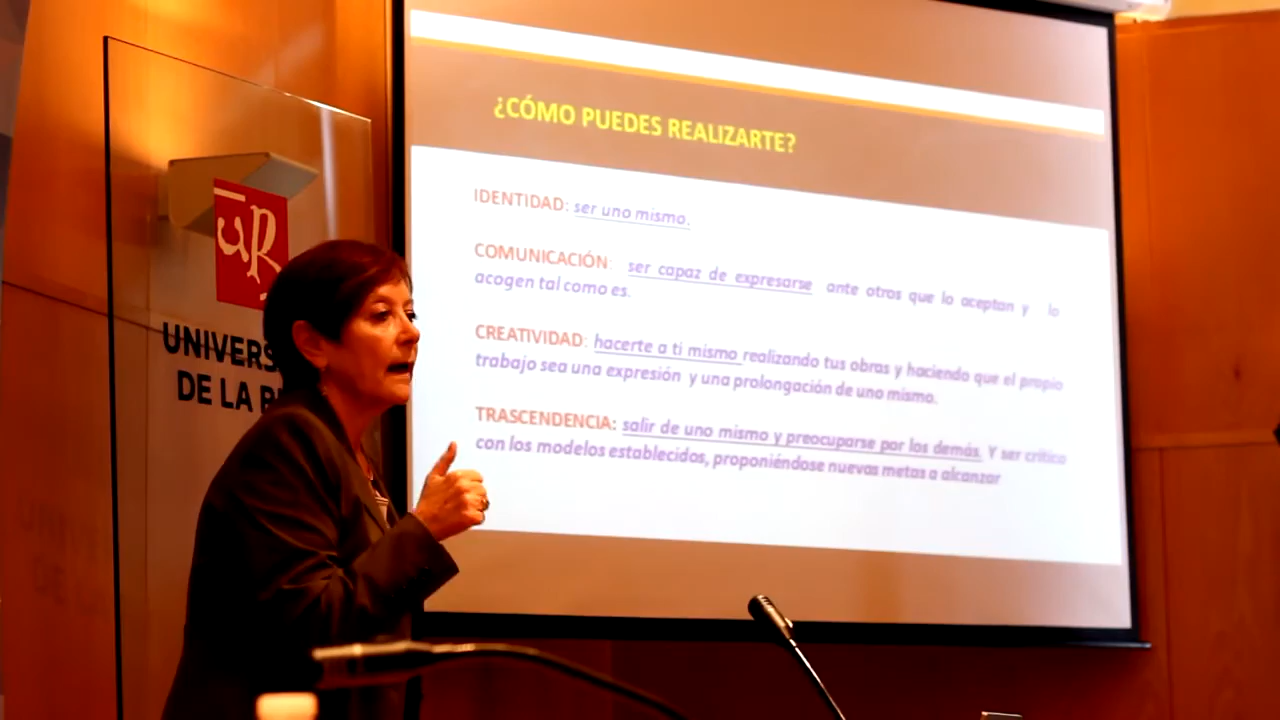 ¿CÓMO PUEDES REALIZARTE?
IDENTIDAD: ser uno mismo.
COMUNICACIÓN: ser capaz de expresarse ante otros que lo aceptan y lo
acogen tal como es.
CREATIVIDAD: hacerte a ti mismo realizando tus obras y haciendo que el propio
trabajo sea una expresión y una prolongación de uno mismo.
TRASCENDENCIA: salir de uno mismo y preocuparse por los demás. Y ser crítico
con los modelos establecidos, proponiéndose nuevas metas a alcanzar
uR
UNIVERS
DE LA